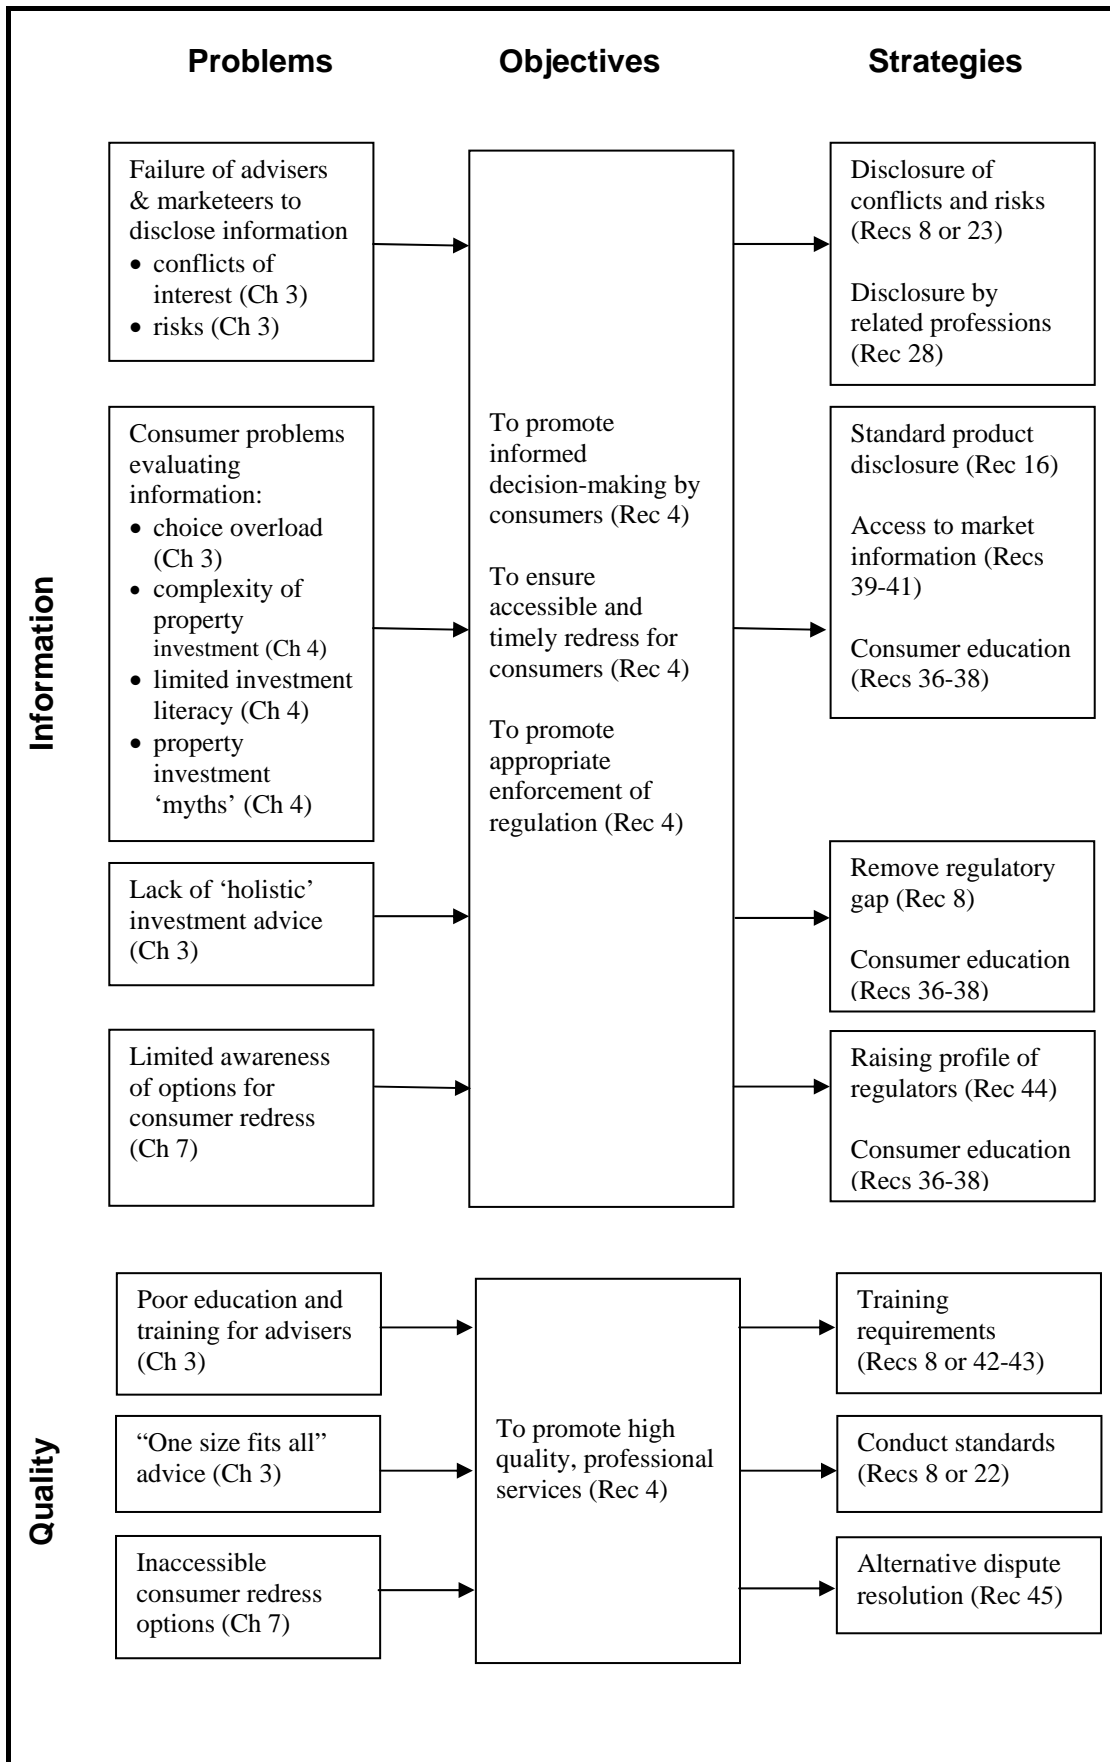 Problems
Objectives
Strategies
Information
Failure of advisers
& marketeers to
disclose information
• conflicts of
interest (Ch 3)
• risks (Ch 3)
Consumer problems
evaluating
information:
• choice overload
(Ch 3)
• complexity of
property
investment (Ch 4)
• limited investment
literacy (Ch 4)
• property
investment
‘myths’ (Ch 4)
Lack of ‘holistic’
investment advice
(Ch 3)
Limited awareness
of options for
consumer redress
(Ch 7)
To promote
informed
decision-making by
consumers (Rec 4)
To ensure
accessible and
timely redress for
consumers (Rec 4)
To promote
appropriate
enforcement of
regulation (Rec 4)
Disclosure of
conflicts and risks
(Recs 8 or 23)
Disclosure by
related professions
(Rec 28)
Standard product
disclosure (Rec 16)
Access to market
information (Recs
39-41)
Consumer education
(Recs 36-38)
Remove regulatory
gap (Rec 8)
Consumer education
(Recs 36-38)
Raising profile of
regulators (Rec 44)
Consumer education
(Recs 36-38)
Quality
Poor education and
training for advisers
(Ch 3)
“One size fits all”
advice (Ch 3)
Inaccessible
consumer redress
options (Ch 7)
To promote high
quality, professional
services (Rec 4)
Training
requirements
(Recs 8 or 42-43)
Conduct standards
(Recs 8 or 22)
Alternative dispute
resolution (Rec 45)